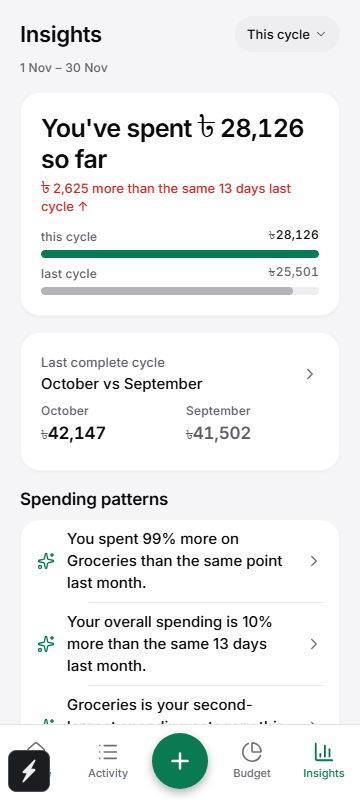 Insights
This cycle
1 Nov – 30 Nov
You've spent ৳ 28,126
so far
৳ 2,625 more than the same 13 days last
cycle ↑
this cycle ৳28,126
last cycle ৳25,501
Last complete cycle
October vs September
October September
৳42,147 ৳41,502
Spending patterns
You spent 99% more on
Groceries than the same point
last month.
Your overall spending is 10%
more than the same 13 days
last month.
Groceries is your second-
Activity Budget Insights